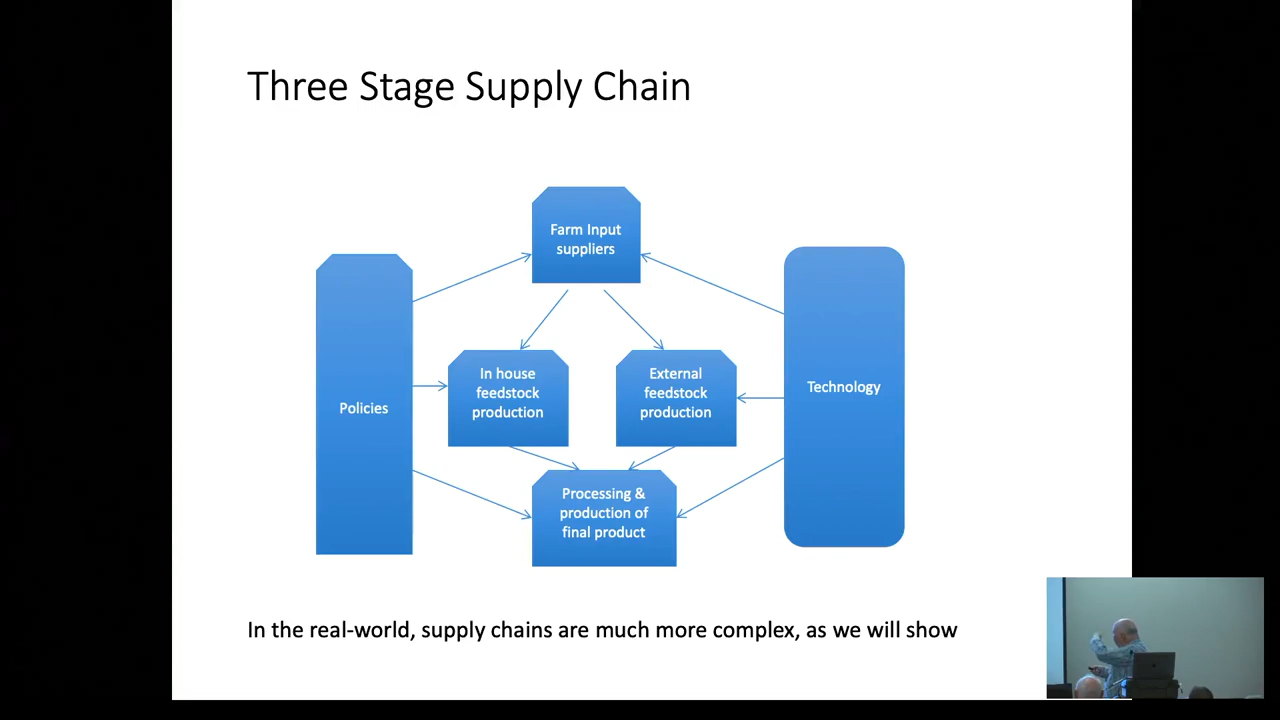 Three Stage Supply Chain
Farm Input
suppliers
In house
feedstock
production
External
feedstock
production
Technology
Policies
Processing &
production of
final product
In the real-world, supply chains are much more complex, as we will show